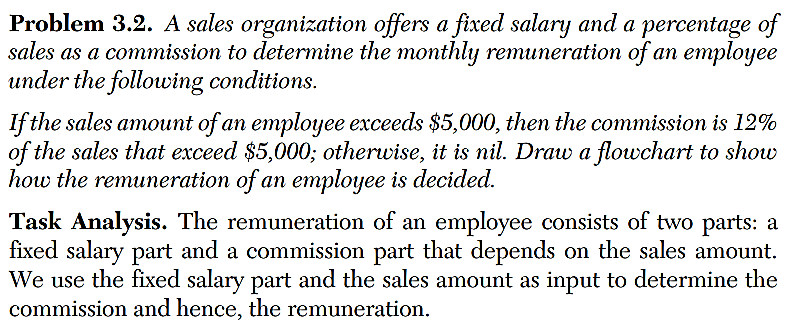 Problem 3.2. A sales organization offers a fixed salary and a percentage of
sales as a commission to determine the monthly remuneration of an employee
under the following conditions.
If the sales amount of an employee exceeds $5,000, then the commission is 12%
of the sales that exceed $5,000; otherwise, it is nil. Draw a flowchart to show
how the remuneration of an employee is decided.
Task Analysis. The remuneration of an employee consists of two parts: a
fixed salary part and a commission part that depends on the sales amount.
We use the fixed salary part and the sales amount as input to determine the
commission and hence, the remuneration.